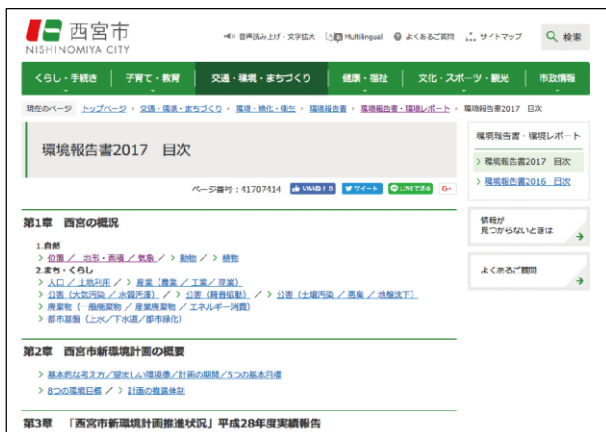 西宮市
NISHINOMIYA CITY
音声読み上げ・文字拡大 Multilingual よくあるご質問 サイトマップ 検索
くらし・手続き 子育て・教育 交通・環境・まちづくり 健康・福祉 文化・スポーツ・観光 市政情報
現在のページ トップページ › 交通・環境・まちづくり › 環境・緑化・衛生 › 環境報告書 › 環境報告書・環境レポート › 環境報告書2017 目次
環境報告書2017 目次
ページ番号：41707414 いいね！0 ツイート LINEで送る G+
第1章 西宮の概況
1.自然
> 位置 / 地形・面積 / 気象 / > 動物 / > 植物
2.まち・くらし
> 人口 / 土地利用 / > 産業（農業 / 工業 / 商業）
> 公害（大気汚染 / 水質汚濁） / > 公害（騒音振動） / > 公害（土壌汚染 / 悪臭 / 地盤沈下）
> 廃棄物（一般廃棄物 / 産業廃棄物 / エネルギー消費）
> 都市基盤（上水／下水道／都市緑化）
第2章 西宮市新環境計画の概要
> 基本的な考え方／望ましい環境像／計画の期間／5つの基本目標
> 8つの環境目標 / > 計画の推進体制
第3章 「西宮市新環境計画推進状況」平成28年度実績報告
環境報告書・環境レポート
> 環境報告書2017 目次
> 環境報告書2016 目次
情報が
見つからないときは
よくあるご質問